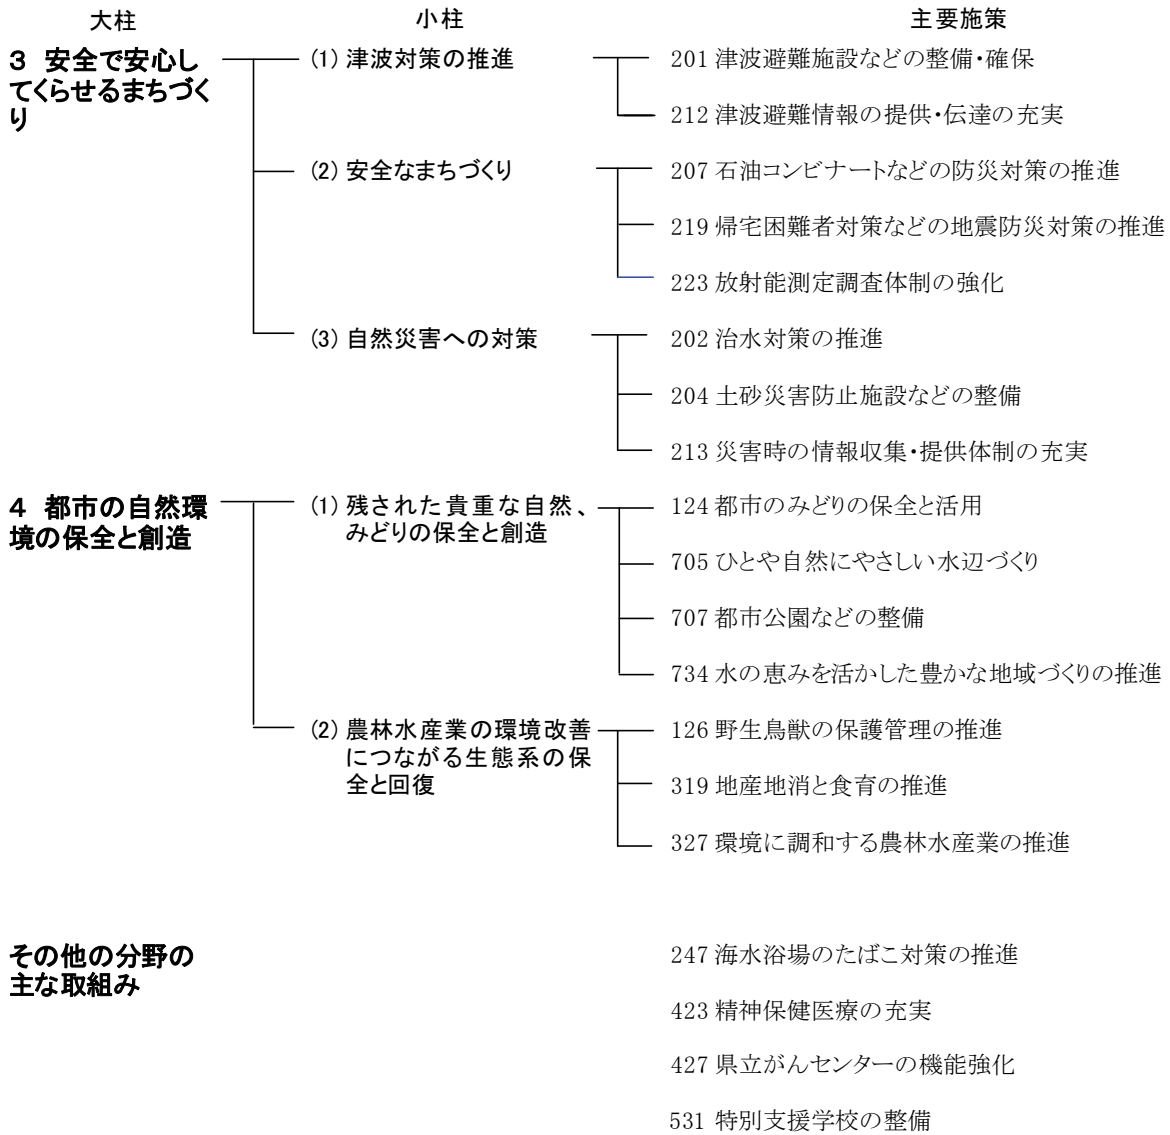 大柱 小柱 主要施策
3 安全で安心し
てくらせるまちづく
り
(1) 津波対策の推進
201 津波避難施設などの整備・確保
212 津波避難情報の提供・伝達の充実
(2) 安全なまちづくり
207 石油コンビナートなどの防災対策の推進
219 帰宅困難者対策などの地震防災対策の推進
223 放射能測定調査体制の強化
(3) 自然災害への対策
202 治水対策の推進
204 土砂災害防止施設などの整備
213 災害時の情報収集・提供体制の充実
4 都市の自然環
境の保全と創造
(1) 残された貴重な自然、
みどりの保全と創造
124 都市のみどりの保全と活用
705 ひとや自然にやさしい水辺づくり
707 都市公園などの整備
734 水の恵みを活かした豊かな地域づくりの推進
(2) 農林水産業の環境改善
につながる生態系の保
全と回復
126 野生鳥獣の保護管理の推進
319 地産地消と食育の推進
327 環境に調和する農林水産業の推進
その他の分野の
主な取組み
247 海水浴場のたばこ対策の推進
423 精神保健医療の充実
427 県立がんセンターの機能強化
531 特別支援学校の整備